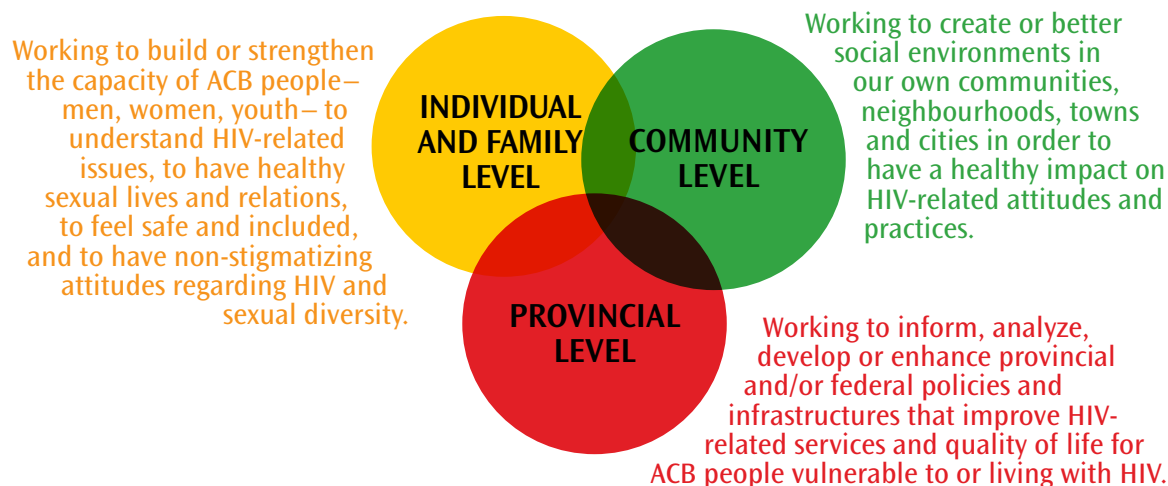 Working to build or strengthen
the capacity of ACB people–
men, women, youth– to
understand HIV-related
issues, to have healthy
sexual lives and relations,
to feel safe and included,
and to have non-stigmatizing
attitudes regarding HIV and
sexual diversity.
INDIVIDUAL
AND FAMILY
LEVEL
COMMUNITY
LEVEL
Working to create or better
social environments in
our own communities,
neighbourhoods, towns
and cities in order to
have a healthy impact on
HIV-related attitudes and
practices.
PROVINCIAL
LEVEL
Working to inform, analyze,
develop or enhance provincial
and/or federal policies and
infrastructures that improve HIV-
related services and quality of life for
ACB people vulnerable to or living with HIV.